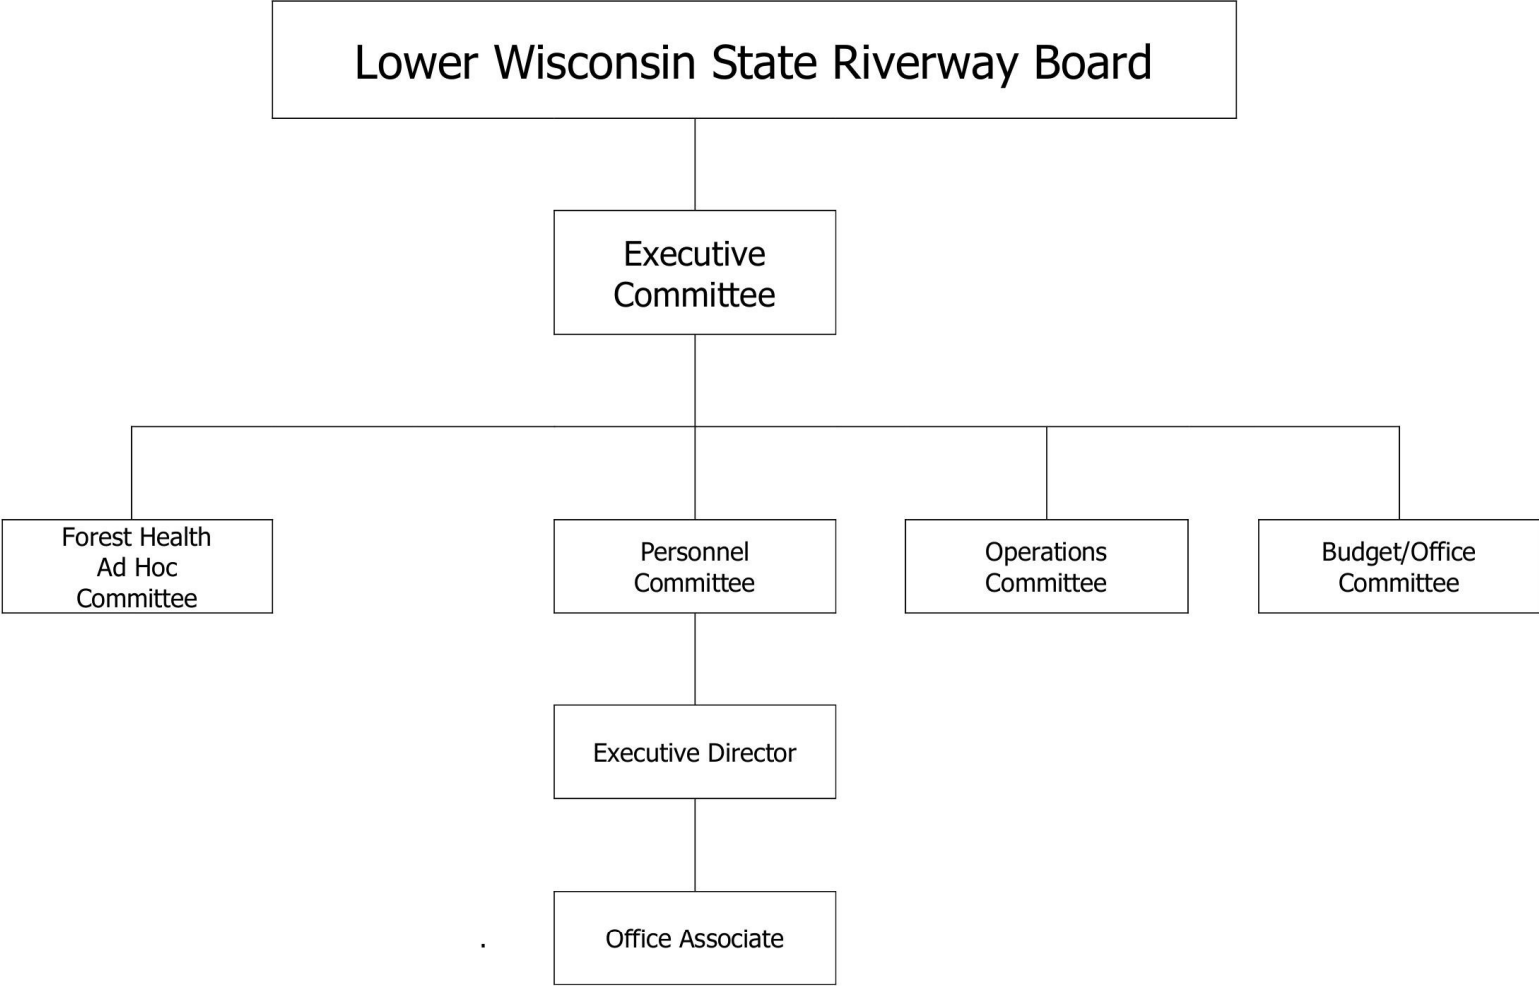 Lower Wisconsin State Riverway Board
Executive
Committee
Forest Health
Ad Hoc
Committee
Personnel
Committee
Operations
Committee
Budget/Office
Committee
Executive Director
.
Office Associate